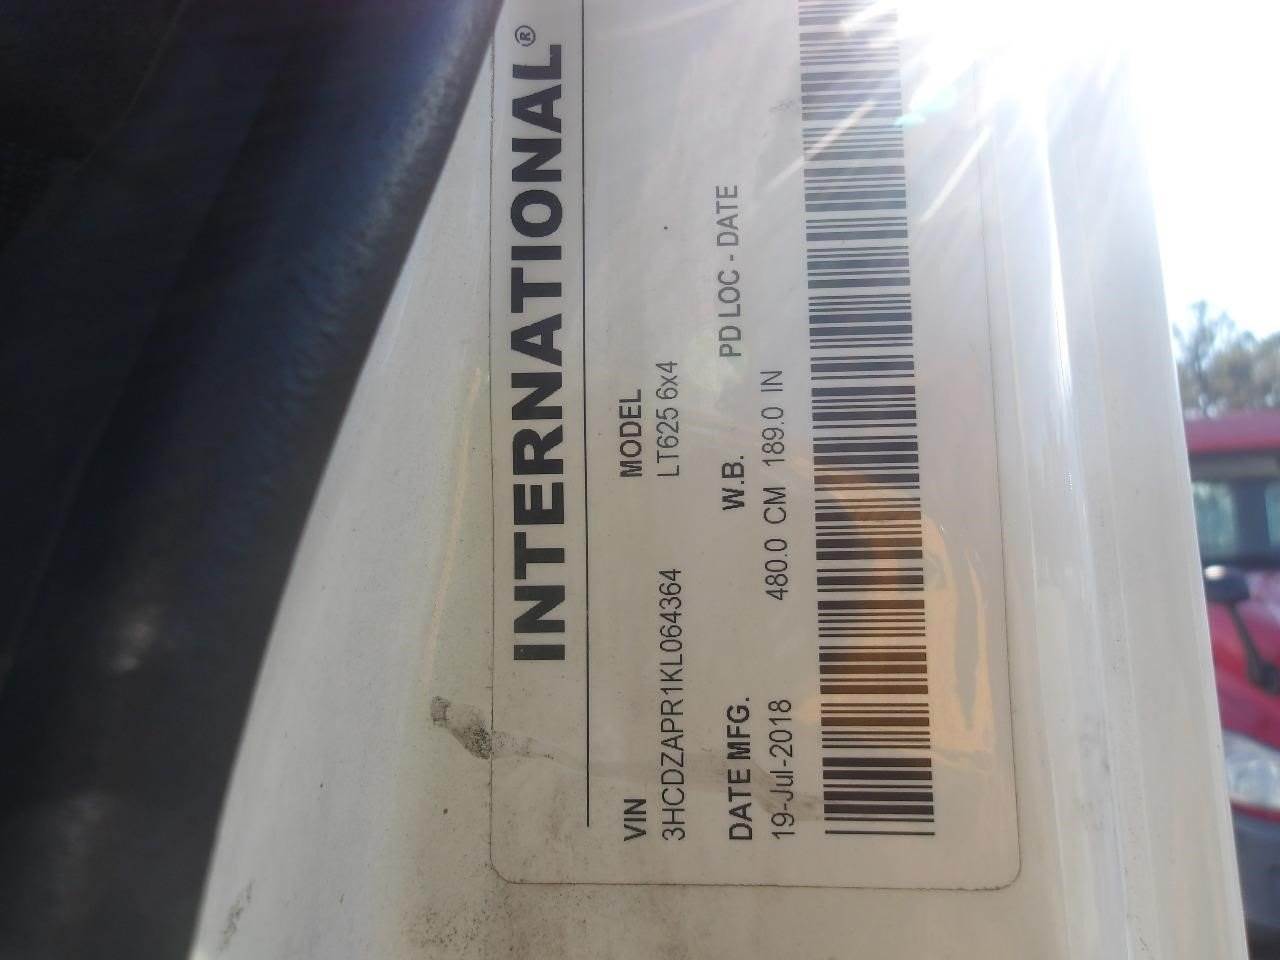 INTERNATIONAL®
VIN MODEL
3HCDZAPR1KL064364 LT625 6x4
DATE MFG. W.B. PD LOC - DATE
19-Jul-2018 480.0 CM 189.0 IN